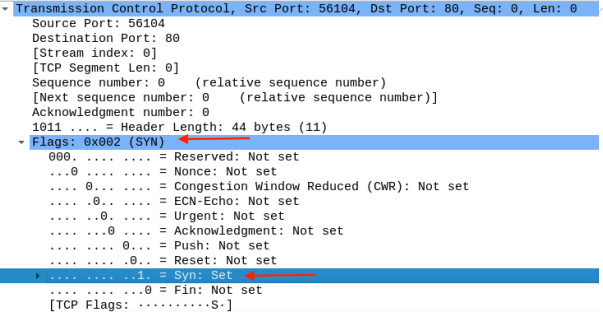 Transmission Control Protocol, Src Port: 56104, Dst Port: 80, Seq: 0, Len: 0
Source Port: 56104
Destination Port: 80
[Stream index: 0]
[TCP Segment Len: 0]
Sequence number: 0    (relative sequence number)
[Next sequence number: 0    (relative sequence number)]
Acknowledgment number: 0
1011 .... = Header Length: 44 bytes (11)
Flags: 0x002 (SYN)
000. .... .... = Reserved: Not set
...0 .... .... = Nonce: Not set
.... 0... .... = Congestion Window Reduced (CWR): Not set
.... .0.. .... = ECN-Echo: Not set
.... ..0. .... = Urgent: Not set
.... ...0 .... = Acknowledgment: Not set
.... .... 0... = Push: Not set
.... .... .0.. = Reset: Not set
.... .... ..1. = Syn: Set
.... .... ...0 = Fin: Not set
[TCP Flags: ··········S·]